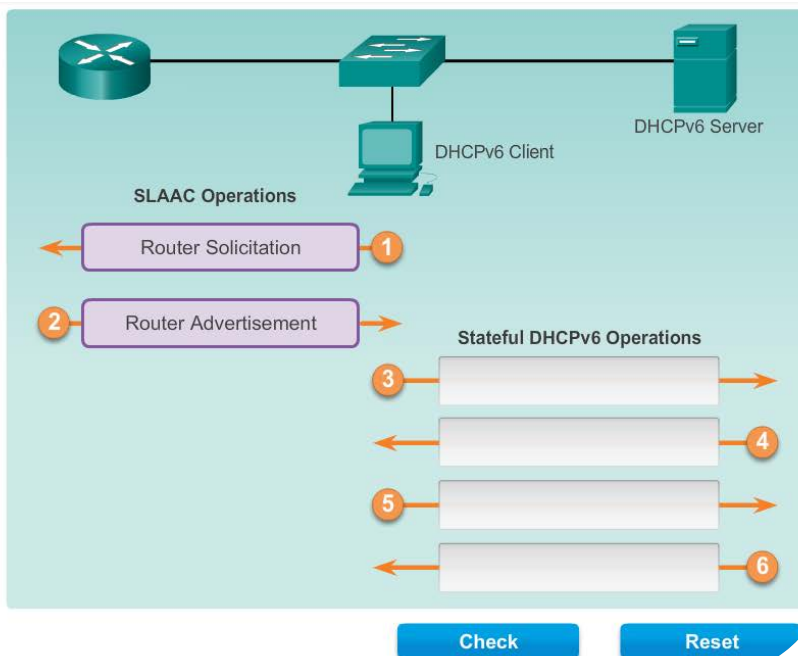 DHCPv6 Server
DHCPv6 Client
SLAAC Operations
Router Solicitation
1
2
Router Advertisement
Stateful DHCPv6 Operations
3
4
5
6
Check
Reset